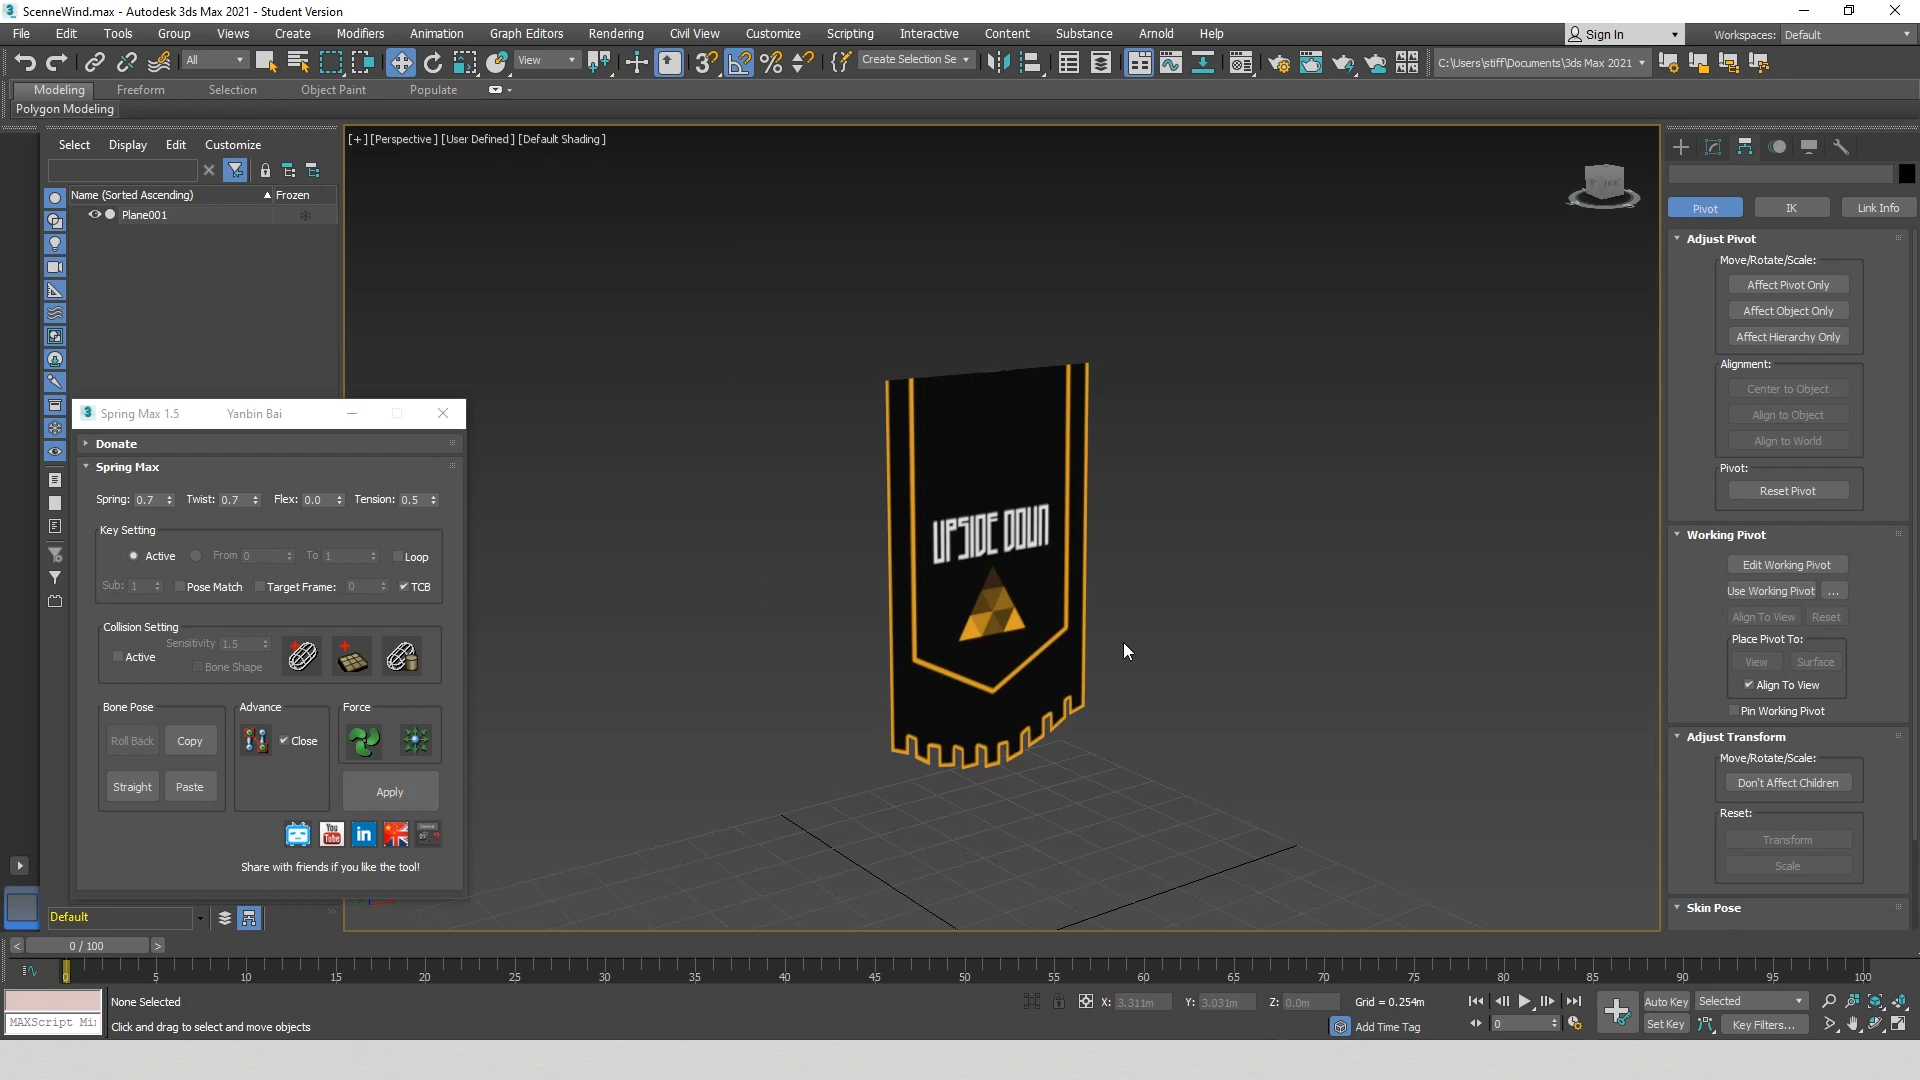 ScenneWind.max - Autodesk 3ds Max 2021 - Student Version
File Edit Tools Group Views Create Modifiers Animation Graph Editors Rendering Civil View Customize Scripting Interactive Content Substance Arnold Help
Sign In
Workspaces: Default
All
View
Create Selection Se
C:\Users\stiff\Documents\3ds Max 2021
Modeling Freeform Selection Object Paint Populate
Polygon Modeling
Select Display Edit Customize
Name (Sorted Ascending) Frozen
Plane001
[+] [Perspective ] [User Defined ] [Default Shading ]
UPSIDE DOWN
Spring Max 1.5 Yanbin Bai
Donate
Spring Max
Spring: 0.7 Twist: 0.7 Flex: 0.0 Tension: 0.5
Key Setting
Active From 0 To 1 Loop
Sub: 1 Pose Match Target Frame: 0 TCB
Collision Setting
Sensitivity 1.5
Active
Bone Shape
Bone Pose Advance Force
Roll Back Copy Close
Straight Paste Apply
You
Tube
in
Share with friends if you like the tool!
Default
Pivot IK Link Info
Adjust Pivot
Move/Rotate/Scale:
Affect Pivot Only
Affect Object Only
Affect Hierarchy Only
Alignment:
Center to Object
Align to Object
Align to World
Pivot:
Reset Pivot
Working Pivot
Edit Working Pivot
Use Working Pivot ...
Align To View Reset
Place Pivot To:
View Surface
Align To View
Pin Working Pivot
Adjust Transform
Move/Rotate/Scale:
Don't Affect Children
Reset:
Transform
Scale
Skin Pose
< 0 / 100 >
0 5 10 15 20 25 30 35 40 45 50 55 60 65 70 75 80 85 90 95 100
None Selected
X: 3.311m Y: 3.031m Z: 0.0m Grid = 0.254m
Auto Key Selected
MAXScript Mi
Click and drag to select and move objects
Add Time Tag
0
Set Key Key Filters...